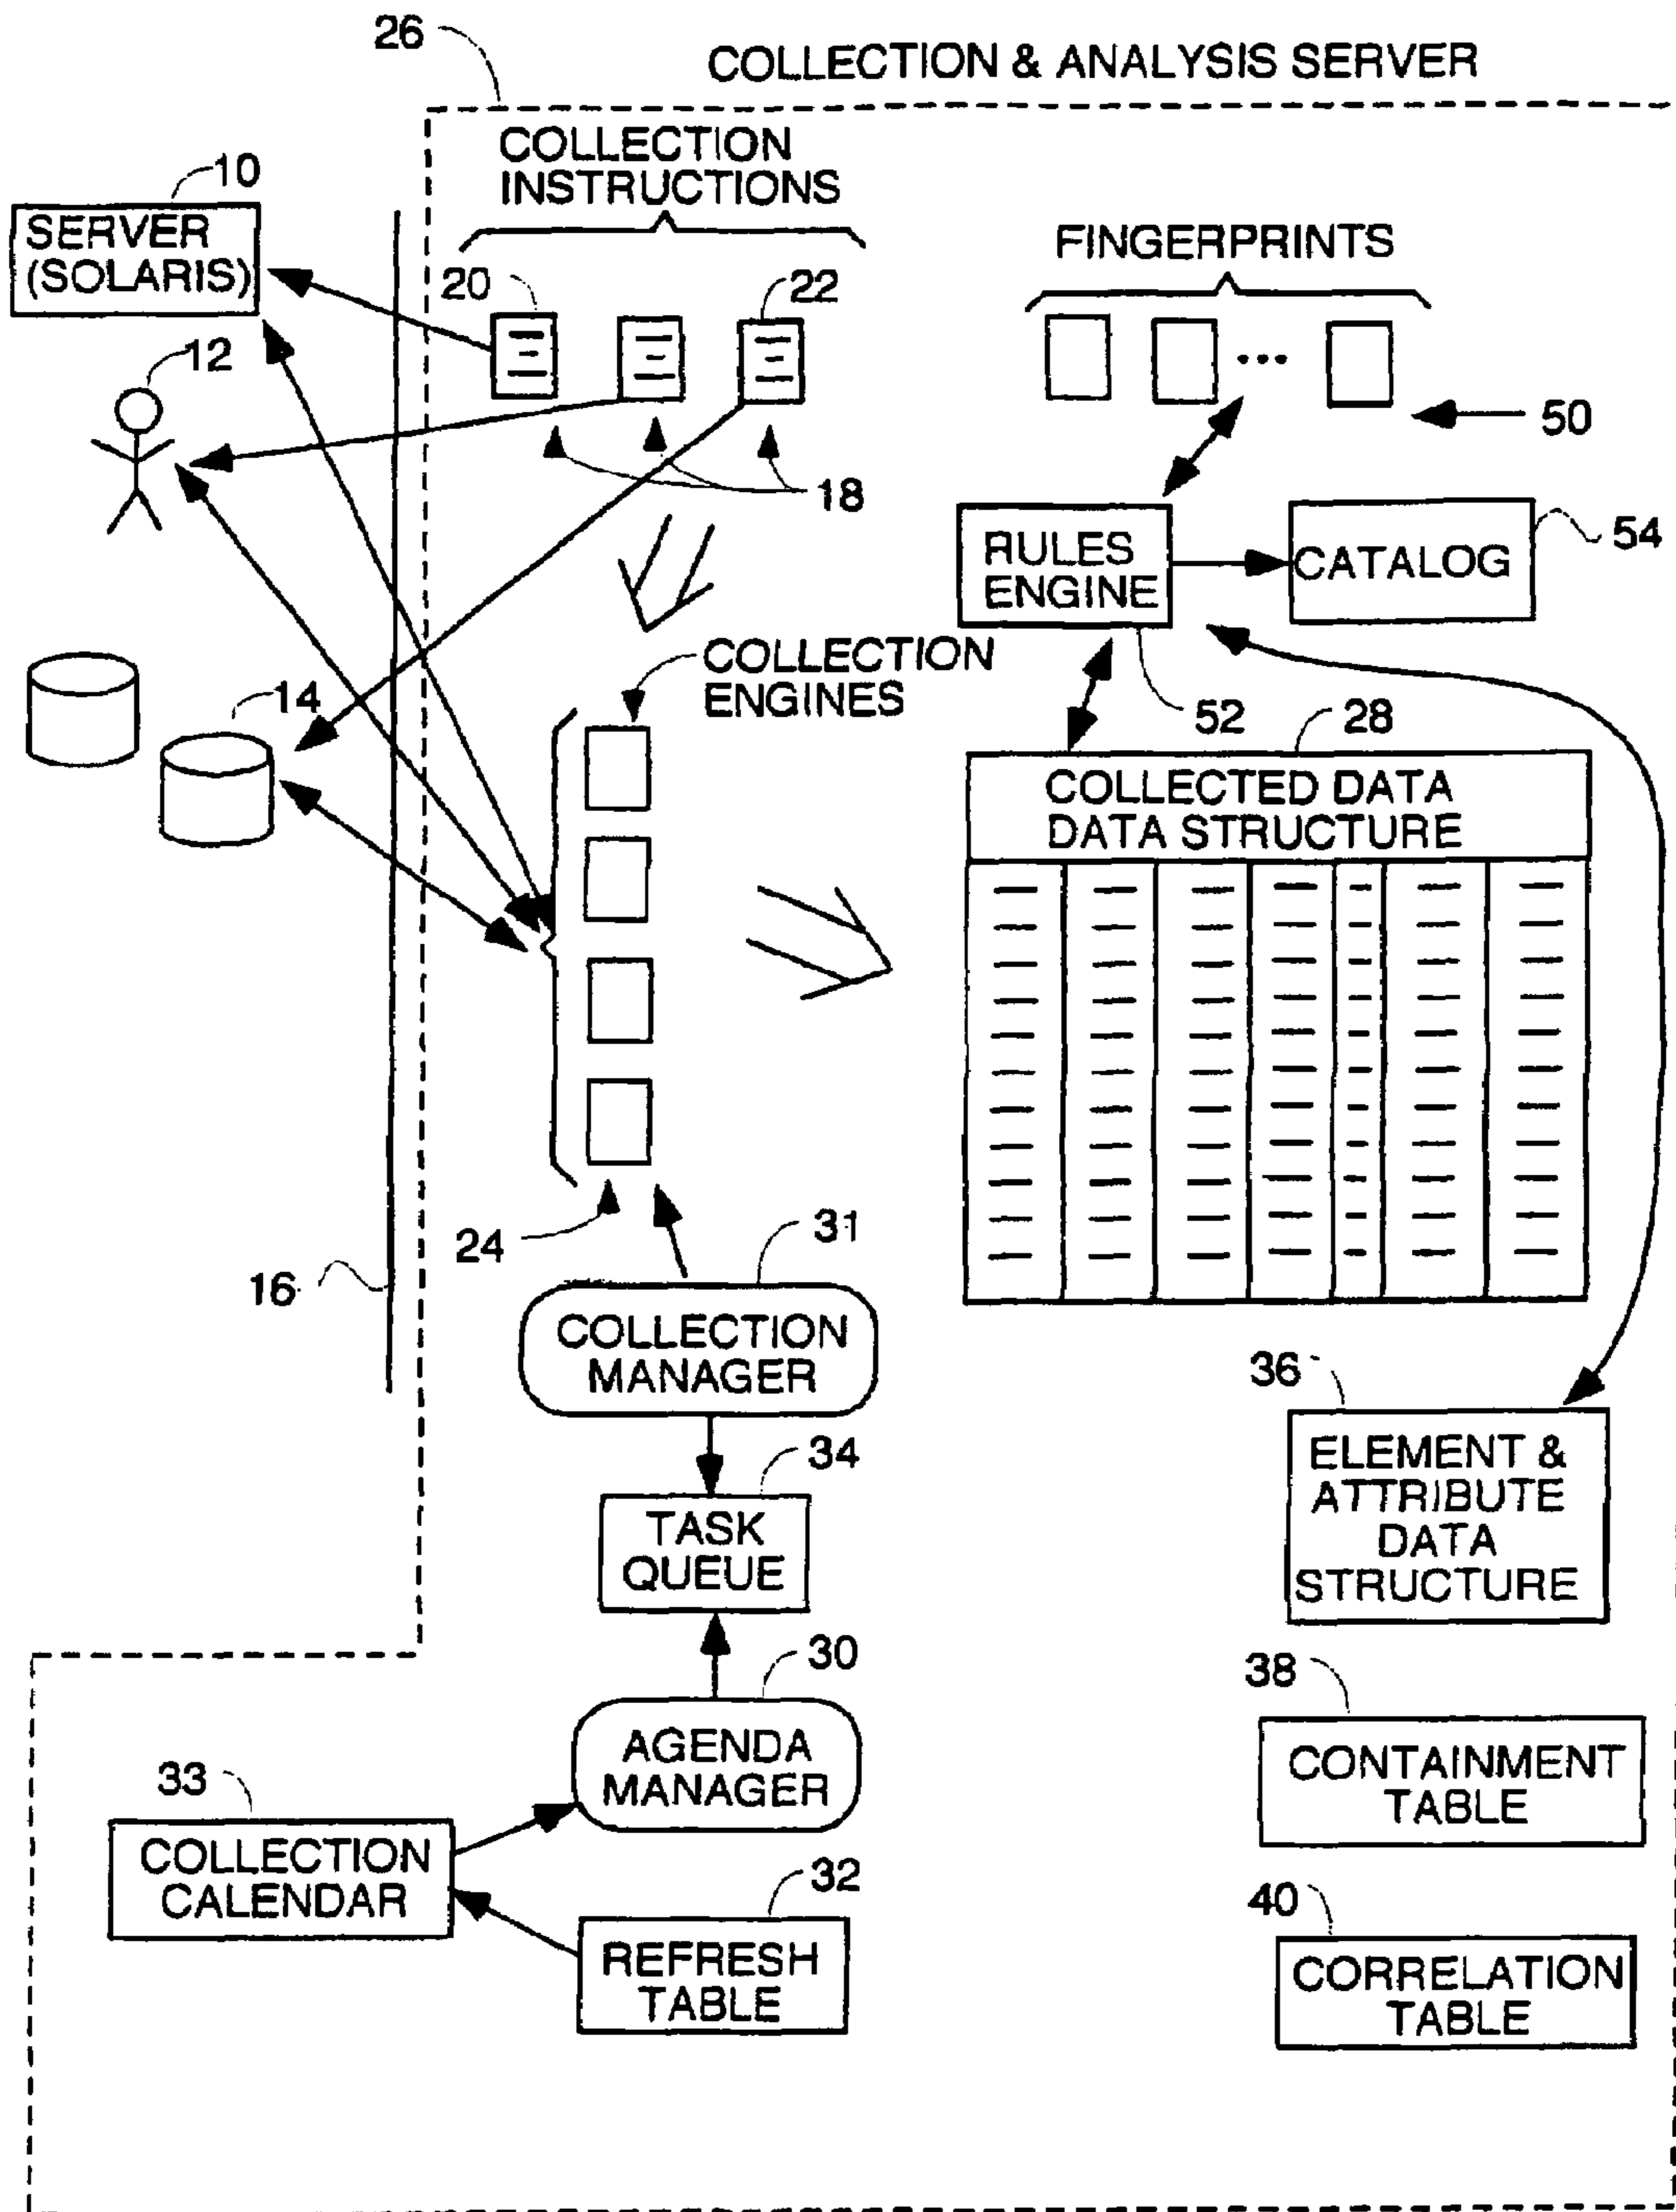 26
COLLECTION & ANALYSIS SERVER
COLLECTION
INSTRUCTIONS
10
SERVER
(SOLARIS)
FINGERPRINTS
20
22
12
50
18
RULES
ENGINE
CATALOG
54
COLLECTION
ENGINES
14
52
28
COLLECTED DATA
DATA STRUCTURE
24
31
16
COLLECTION
MANAGER
36
34
ELEMENT &
ATTRIBUTE
DATA
STRUCTURE
TASK
QUEUE
30
38
AGENDA
MANAGER
CONTAINMENT
TABLE
33
COLLECTION
CALENDAR
32
40
REFRESH
TABLE
CORRELATION
TABLE